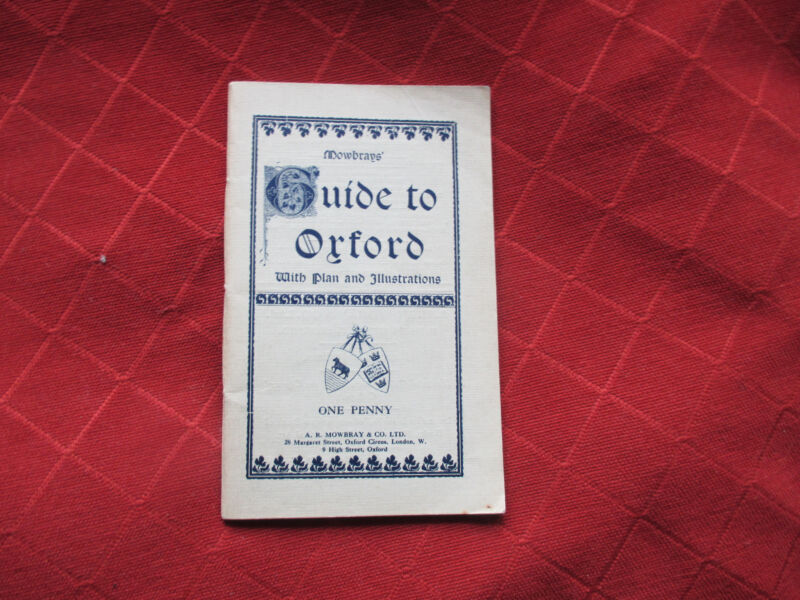 Mowbrays'
Guide to
Oxford
With Plan and Illustrations
ONE PENNY
A. R. MOWBRAY & CO. LTD.
28 Margaret Street, Oxford Circus, London, W.
9 High Street, Oxford